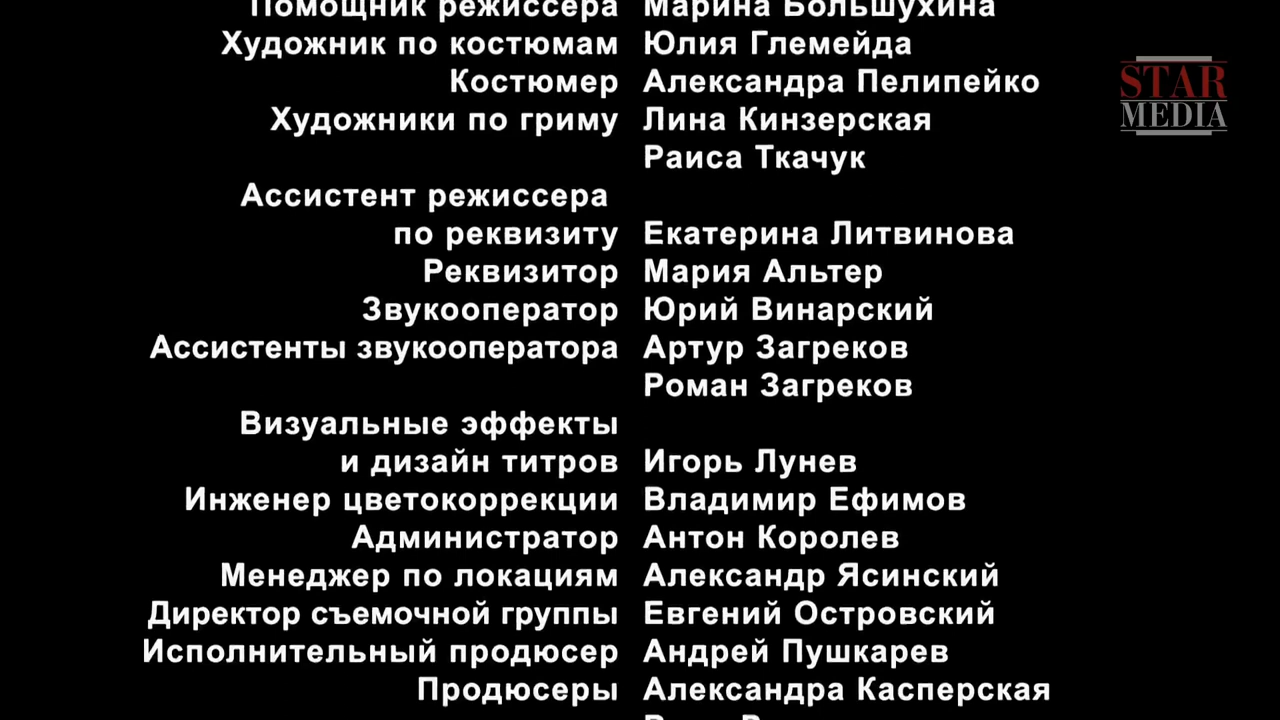 Помощник режиссера Марина Большухина
Художник по костюмам Юлия Глемейда
Костюмер Александра Пелипейко
Художники по гриму Лина Кинзерская
Раиса Ткачук
Ассистент режиссера
по реквизиту Екатерина Литвинова
Реквизитор Мария Альтер
Звукооператор Юрий Винарский
Ассистенты звукооператора Артур Загреков
Роман Загреков
Визуальные эффекты
и дизайн титров Игорь Лунев
Инженер цветокоррекции Владимир Ефимов
Администратор Антон Королев
Менеджер по локациям Александр Ясинский
Директор съемочной группы Евгений Островский
Исполнительный продюсер Андрей Пушкарев
Продюсеры Александра Касперская
STAR
MEDIA